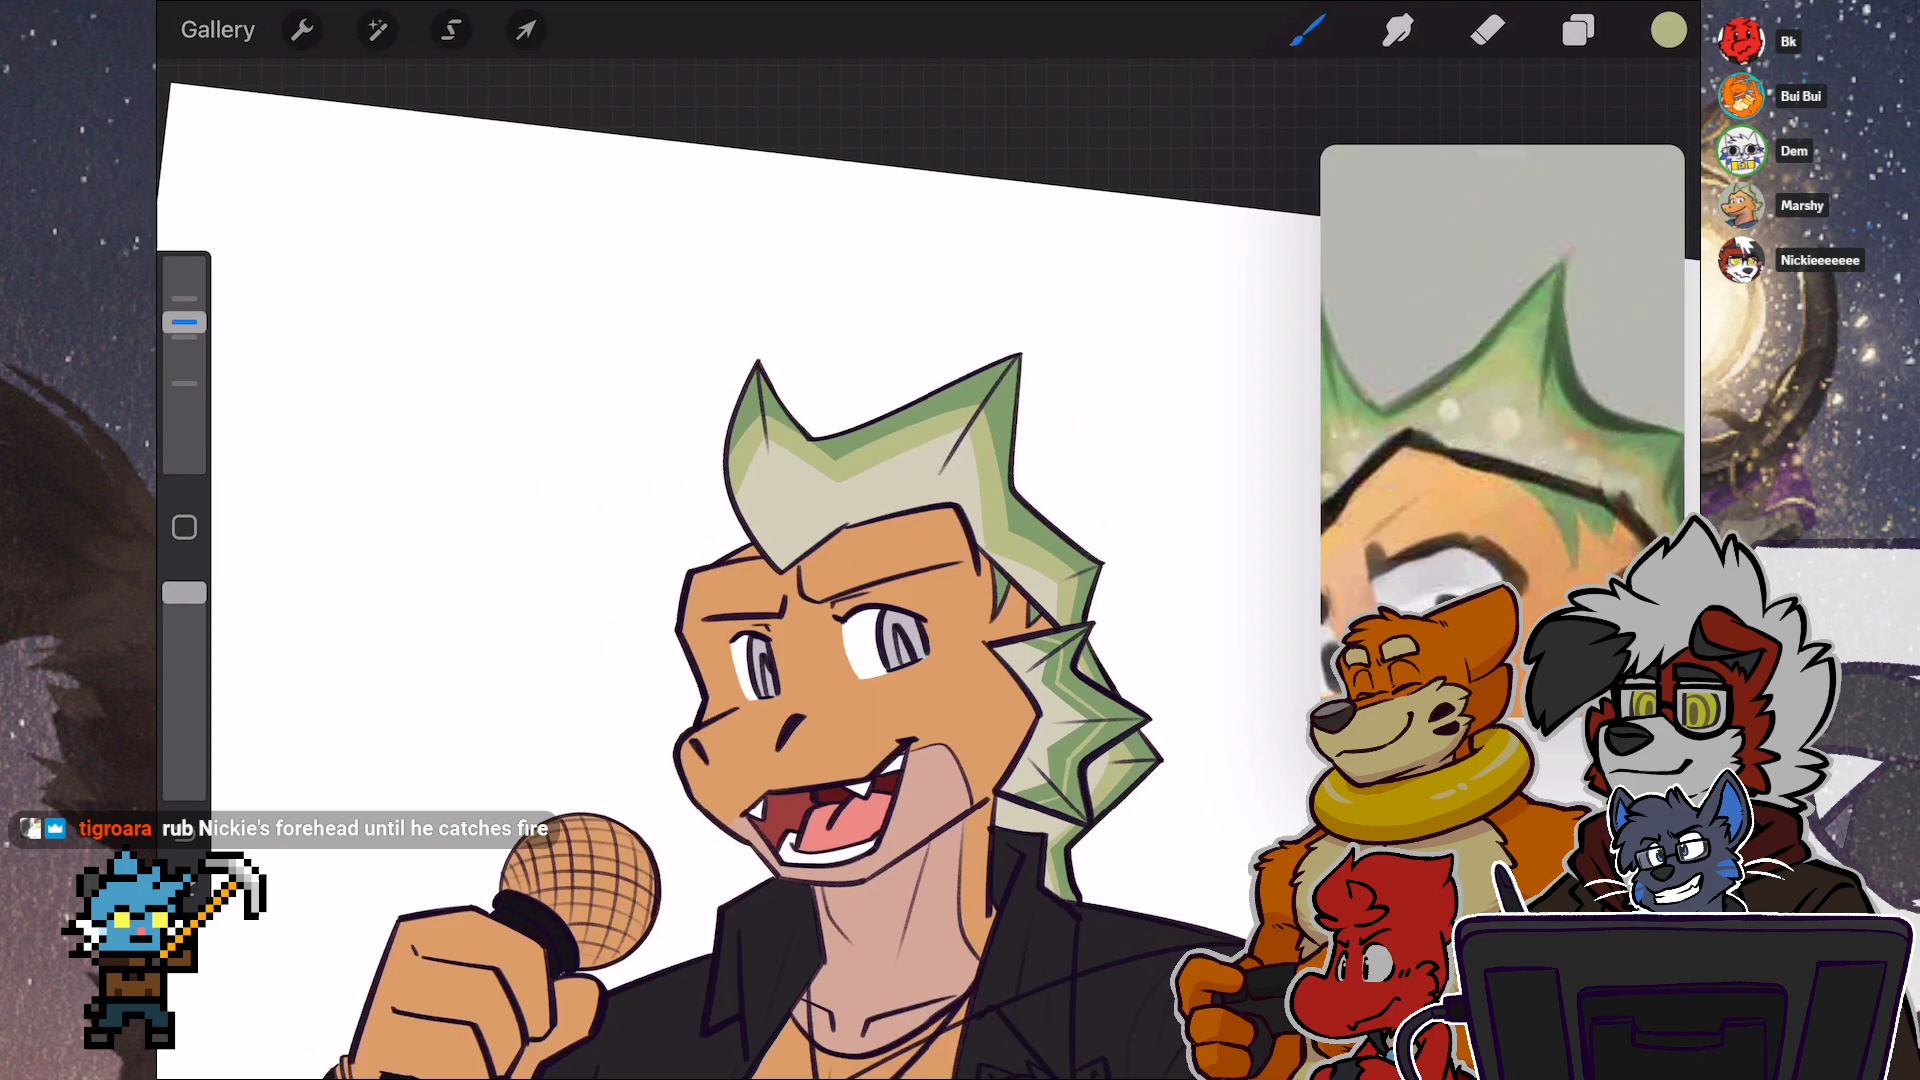 Gallery
Bk
Bui Bui
Dem
Marshy
Nickieeeeeee
tigroara rub Nickie's forehead until he catches fire